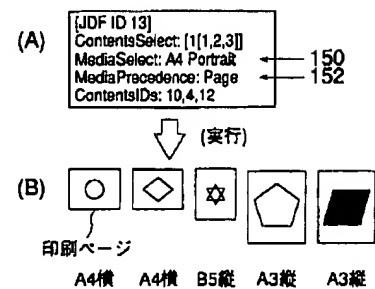 (A)
[JDF ID 13]
ContentsSelect: [1[1,2,3]]
MediaSelect: A4 Portrait 150
MediaPrecedence: Page 152
ContentsIDs: 10,4,12
(実行)
(B)
印刷ページ
A4横 A4横 B5縦 A3縦 A3縦